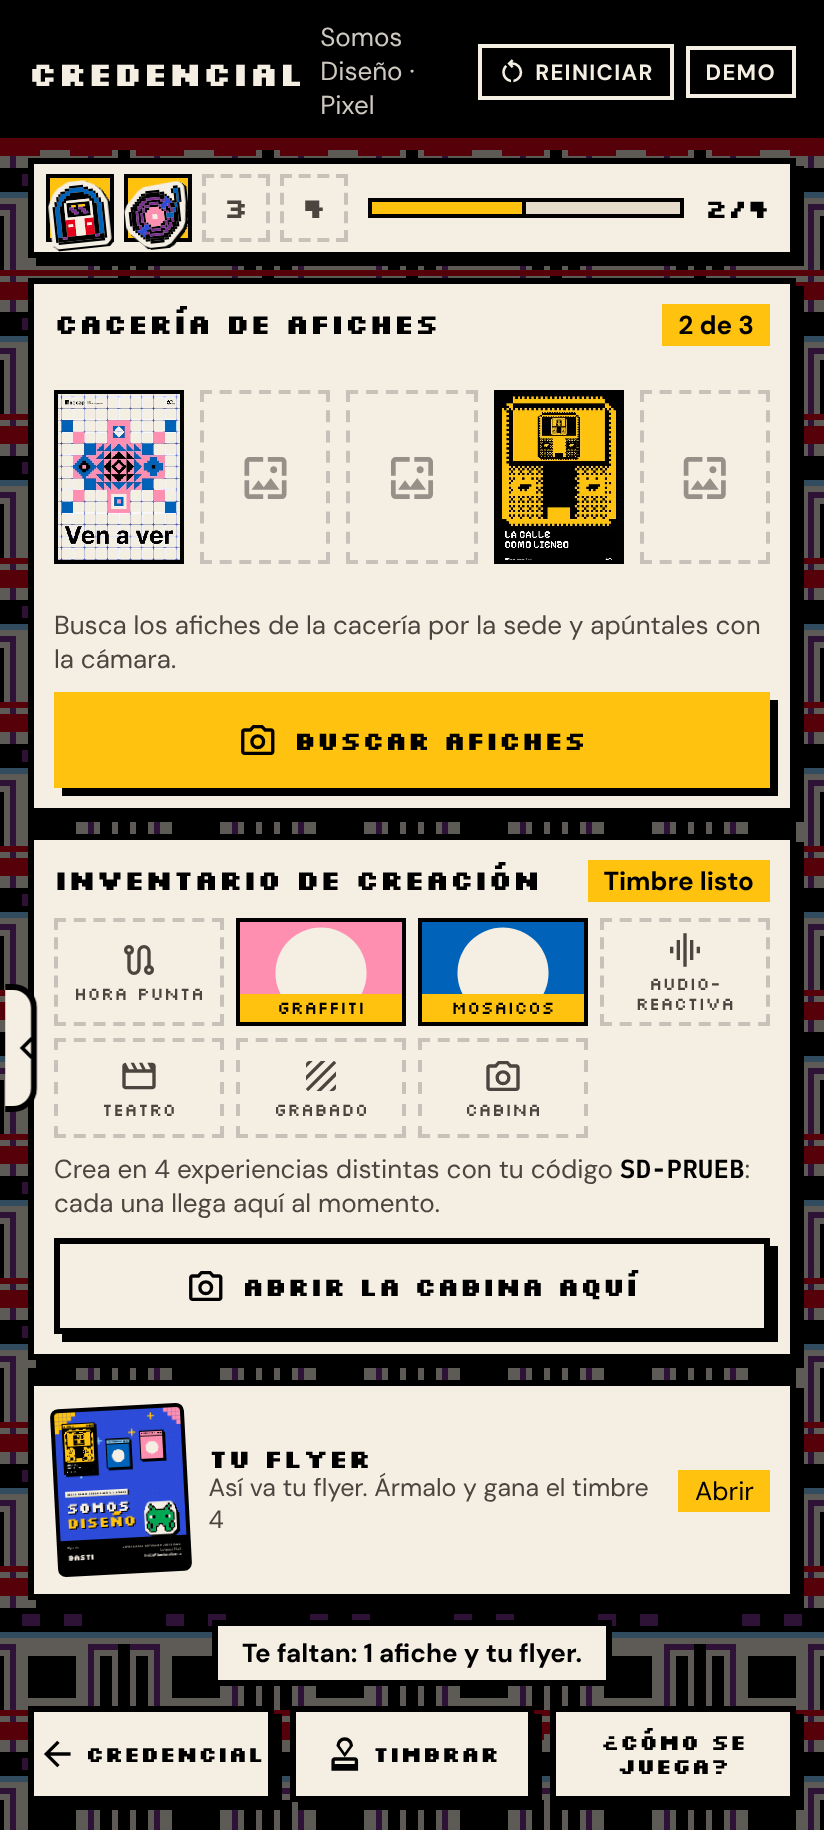 CREDENCIAL
Somos
Diseño ·
Pixel
REINICIAR
DEMO
3
4
2/4
CACERÍA DE AFICHES
2 de 3
Ven a ver
LA CALLE
COMO LIENZO
Busca los afiches de la cacería por la sede y apúntales con
la cámara.
BUSCAR AFICHES
INVENTARIO DE CREACIÓN
Timbre listo
HORA PUNTA
GRAFFITI
MOSAICOS
AUDIO-
REACTIVA
TEATRO
GRABADO
CABINA
Crea en 4 experiencias distintas con tu código SD-PRUEB:
cada una llega aquí al momento.
ABRIR LA CABINA AQUÍ
SOMOS
DISEÑO
BASTI
TU FLYER
Así va tu flyer. Ármalo y gana el timbre
4
Abrir
Te faltan: 1 afiche y tu flyer.
CREDENCIAL
TIMBRAR
¿CÓMO SE
JUEGA?